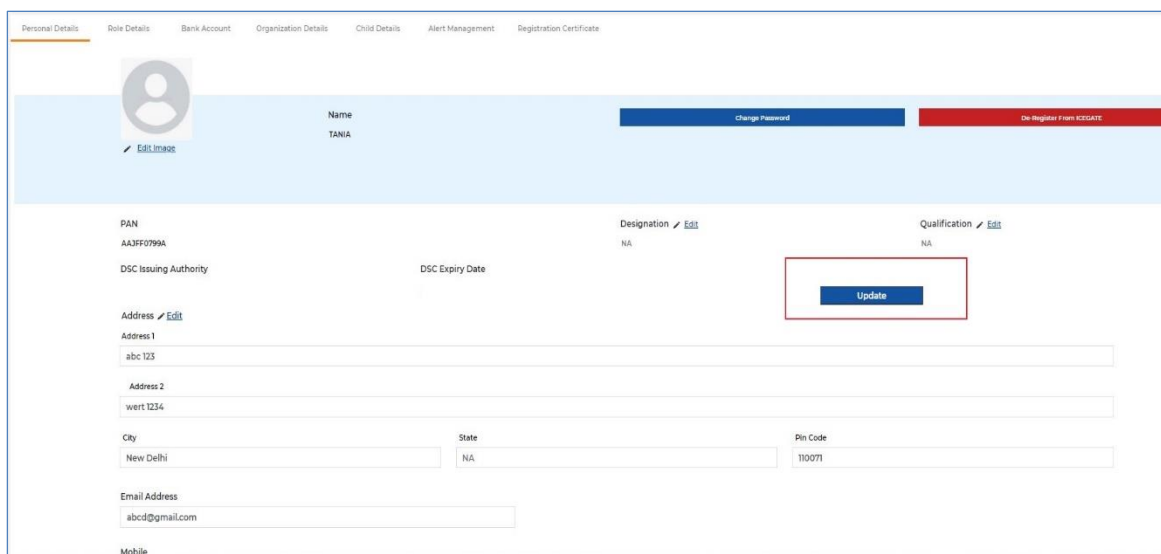 Personal Details Role Details Bank Account Organization Details Child Details Alert Management Registration Certificate
Name
TANIA
Change Password De-Register From ICEGATE
Edit Image
PAN Designation Edit Qualification Edit
AAJFF0799A NA NA
DSC Issuing Authority DSC Expiry Date
Update
Address Edit
Address 1
abc 123
Address 2
wert 1234
City State Pin Code
New Delhi NA 110071
Email Address
abcd@gmail.com
Mobile